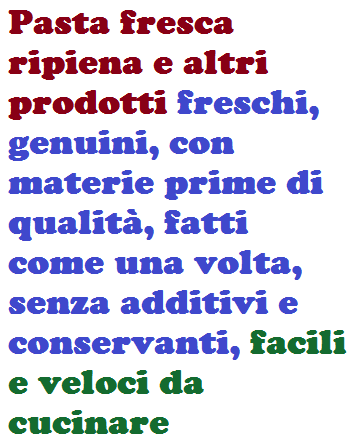 Pasta fresca
ripiena e altri
prodotti freschi,
genuini, con
materie prime di
qualità, fatti
come una volta,
senza additivi e
conservanti, facili
e veloci da
cucinare